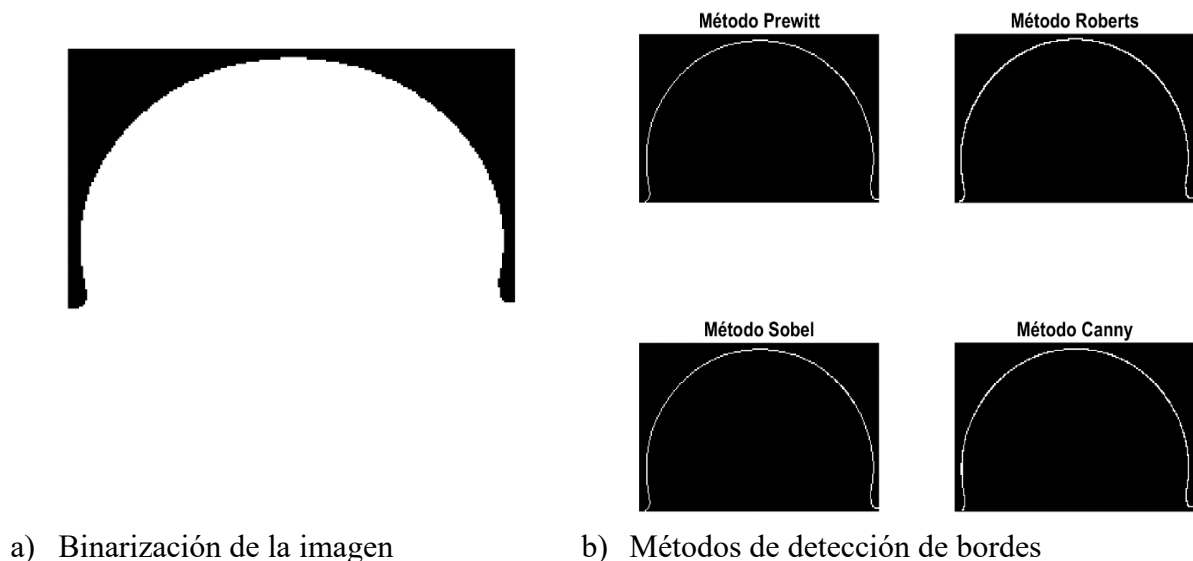 Método Prewitt
Método Roberts
Método Sobel
Método Canny
a) Binarización de la imagen
b) Métodos de detección de bordes